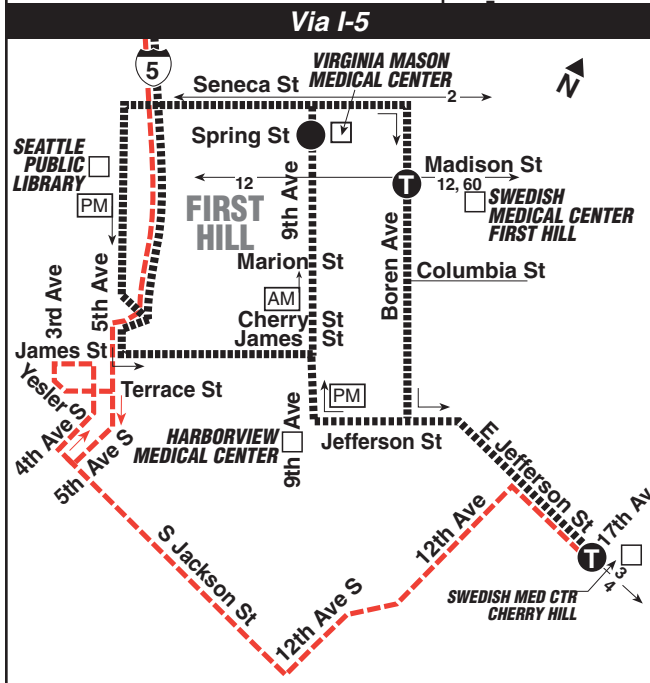 Via I-5
5
VIRGINIA MASON
MEDICAL CENTER
N
Seneca St
2
Spring St
SEATTLE
PUBLIC
LIBRARY
Madison St
T
12
12, 60
9th Ave
PM
FIRST
HILL
SWEDISH
MEDICAL CENTER
FIRST HILL
Boren Ave
Marion St
Columbia St
3rd Ave
5th Ave
AM
Cherry St
James St
James St
Yesler
Terrace St
PM
4th Ave S
5th Ave S
HARBORVIEW
MEDICAL CENTER
9th Ave
Jefferson St
E Jefferson St
17th Av
12th Ave
S Jackson St
T
3
4
12th Ave S
SWEDISH MED CTR
CHERRY HILL